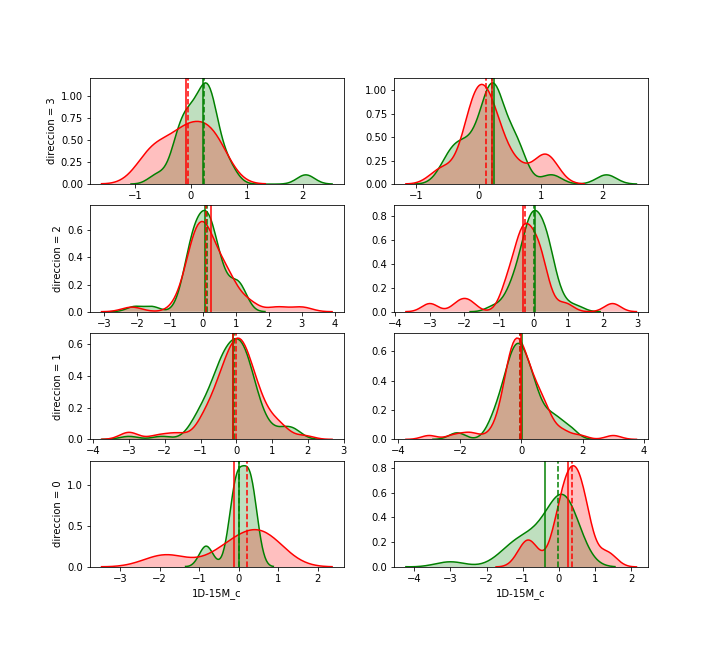 direccion = 3
0.00 0.25 0.50 0.75 1.00
−1 0 1 2
0.00 0.25 0.50 0.75 1.00
−1 0 1 2
direccion = 2
0.0 0.2 0.4 0.6
−3 −2 −1 0 1 2 3 4
0.0 0.2 0.4 0.6 0.8
−4 −3 −2 −1 0 1 2 3
direccion = 1
0.0 0.2 0.4 0.6
−4 −3 −2 −1 0 1 2 3
0.0 0.2 0.4 0.6
−4 −2 0 2 4
direccion = 0
0.0 0.5 1.0
−3 −2 −1 0 1 2
1D-15M_c
0.0 0.2 0.4 0.6 0.8
−4 −3 −2 −1 0 1 2
1D-15M_c